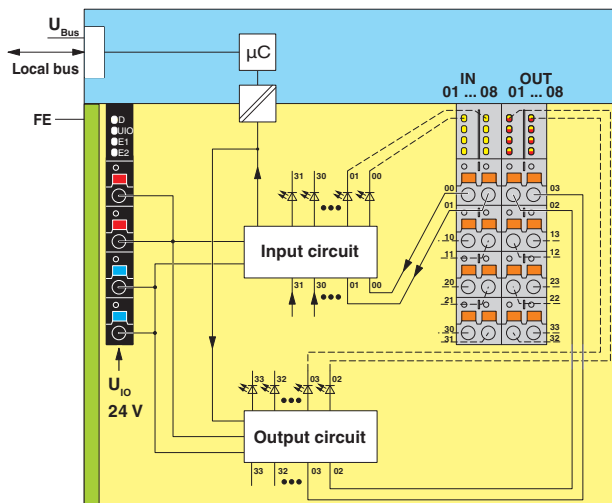 U Bus
Local bus
µC
IN OUT
01 ... 08 01 ... 08
FE
D
UIO
E1
E2
31 30 01 00
00 03
01 02
Input circuit
10 13
11 12
31 30 01 00
20 23
21 22
30 33
31 32
U IO
24 V
33 32 03 02
Output circuit
33 32 03 02